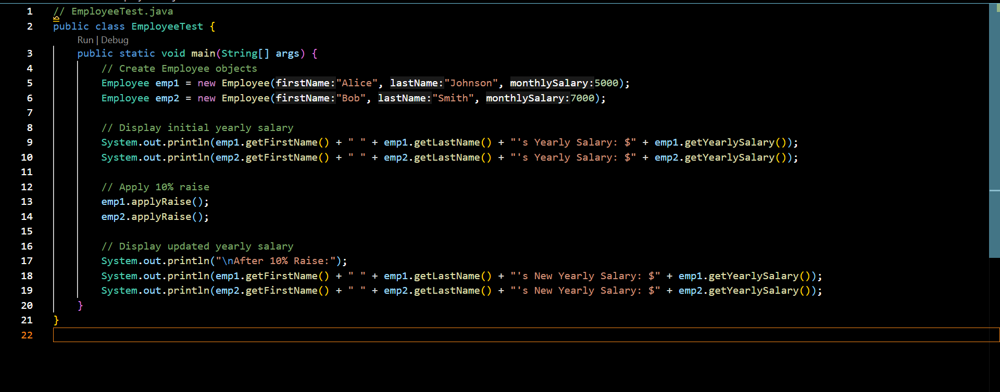 1 // EmployeeTest.java
2 public class EmployeeTest {
Run | Debug
3 public static void main(String[] args) {
4 // Create Employee objects
5 Employee emp1 = new Employee(firstName:"Alice", lastName:"Johnson", monthlySalary:5000);
6 Employee emp2 = new Employee(firstName:"Bob", lastName:"Smith", monthlySalary:7000);
7
8 // Display initial yearly salary
9 System.out.println(emp1.getFirstName() + " " + emp1.getLastName() + "'s Yearly Salary: $" + emp1.getYearlySalary());
10 System.out.println(emp2.getFirstName() + " " + emp2.getLastName() + "'s Yearly Salary: $" + emp2.getYearlySalary());
11
12 // Apply 10% raise
13 emp1.applyRaise();
14 emp2.applyRaise();
15
16 // Display updated yearly salary
17 System.out.println("\nAfter 10% Raise:");
18 System.out.println(emp1.getFirstName() + " " + emp1.getLastName() + "'s New Yearly Salary: $" + emp1.getYearlySalary());
19 System.out.println(emp2.getFirstName() + " " + emp2.getLastName() + "'s New Yearly Salary: $" + emp2.getYearlySalary());
20 }
21 }
22